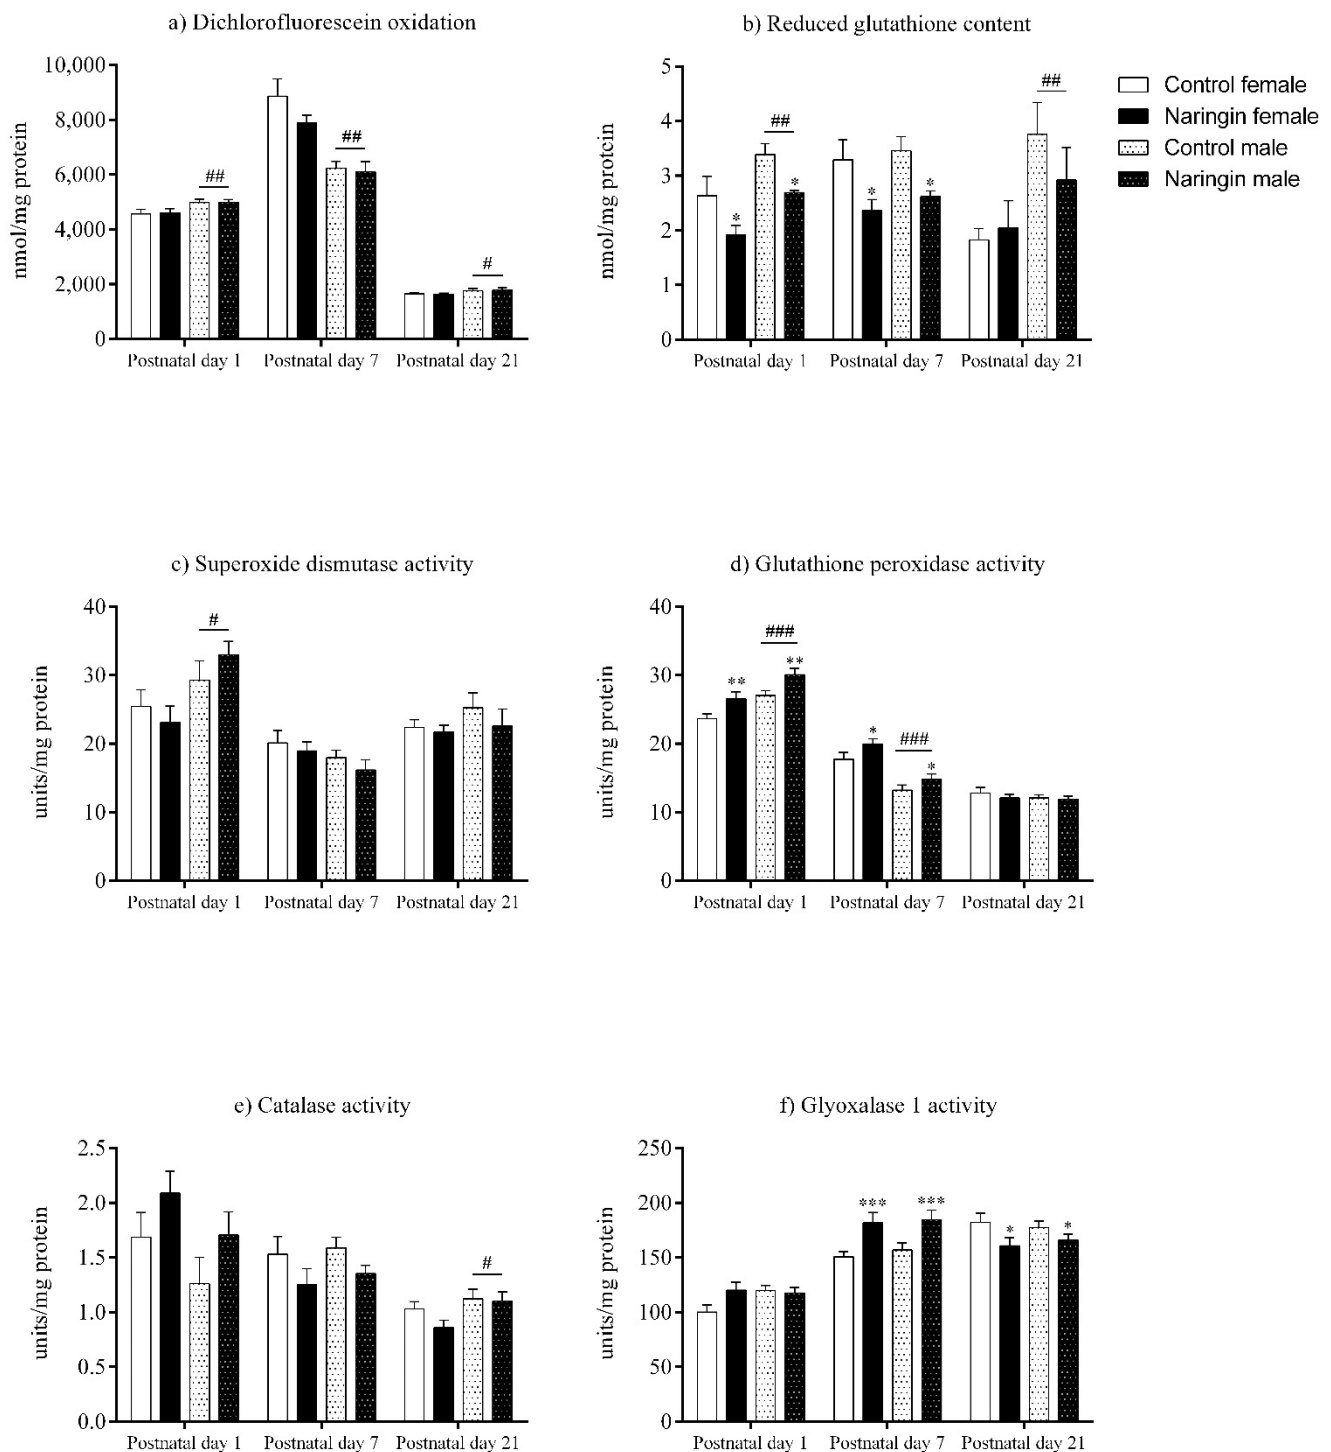 a) Dichlorofluorescein oxidation
10,000
8,000
6,000
4,000
2,000
0
nmol/mg protein
##
##
#
Postnatal day 1
Postnatal day 7
Postnatal day 21
b) Reduced glutathione content
5
4
3
2
1
0
nmol/mg protein
*
##
*
*
*
##
Postnatal day 1
Postnatal day 7
Postnatal day 21
Control female
Naringin female
Control male
Naringin male
c) Superoxide dismutase activity
40
30
20
10
0
units/mg protein
#
Postnatal day 1
Postnatal day 7
Postnatal day 21
d) Glutathione peroxidase activity
40
30
20
10
0
units/mg protein
**
###
**
*
###
*
Postnatal day 1
Postnatal day 7
Postnatal day 21
e) Catalase activity
2.5
2.0
1.5
1.0
0.5
0.0
units/mg protein
#
Postnatal day 1
Postnatal day 7
Postnatal day 21
f) Glyoxalase 1 activity
250
200
150
100
50
0
units/mg protein
***
***
*
*
Postnatal day 1
Postnatal day 7
Postnatal day 21